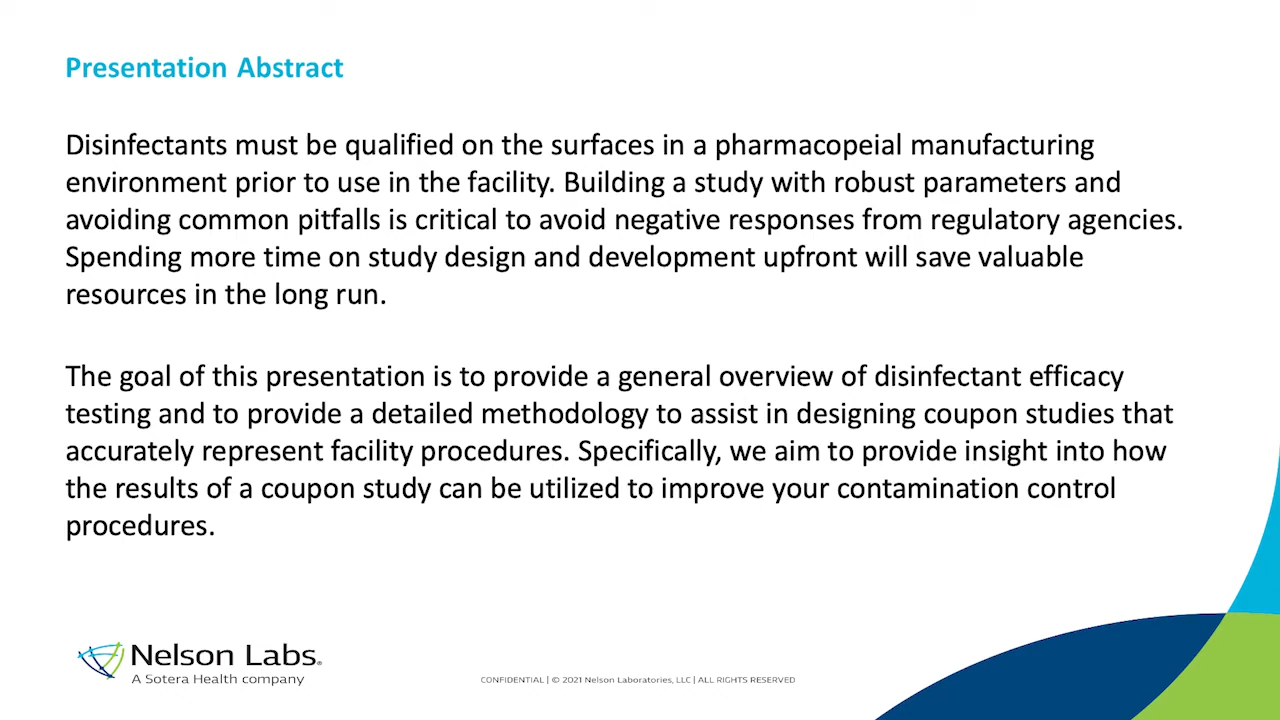 Presentation Abstract
Disinfectants must be qualified on the surfaces in a pharmacopeial manufacturing
environment prior to use in the facility. Building a study with robust parameters and
avoiding common pitfalls is critical to avoid negative responses from regulatory agencies.
Spending more time on study design and development upfront will save valuable
resources in the long run.
The goal of this presentation is to provide a general overview of disinfectant efficacy
testing and to provide a detailed methodology to assist in designing coupon studies that
accurately represent facility procedures. Specifically, we aim to provide insight into how
the results of a coupon study can be utilized to improve your contamination control
procedures.
Nelson Labs®
A Sotera Health company
CONFIDENTIAL | © 2021 Nelson Laboratories, LLC | ALL RIGHTS RESERVED